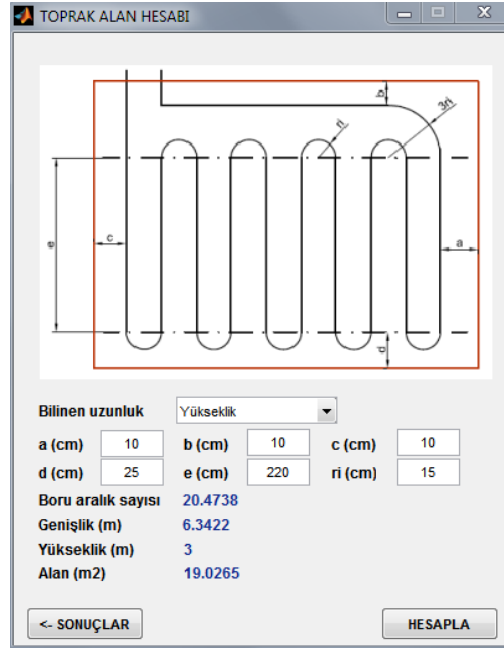 TOPRAK ALAN HESABI
b
3ri
ri
c
a
e
d
Bilinen uzunluk Yükseklik
a (cm) 10 b (cm) 10 c (cm) 10
d (cm) 25 e (cm) 220 ri (cm) 15
Boru aralık sayısı 20.4738
Genişlik (m) 6.3422
Yükseklik (m) 3
Alan (m2) 19.0265
<- SONUÇLAR HESAPLA